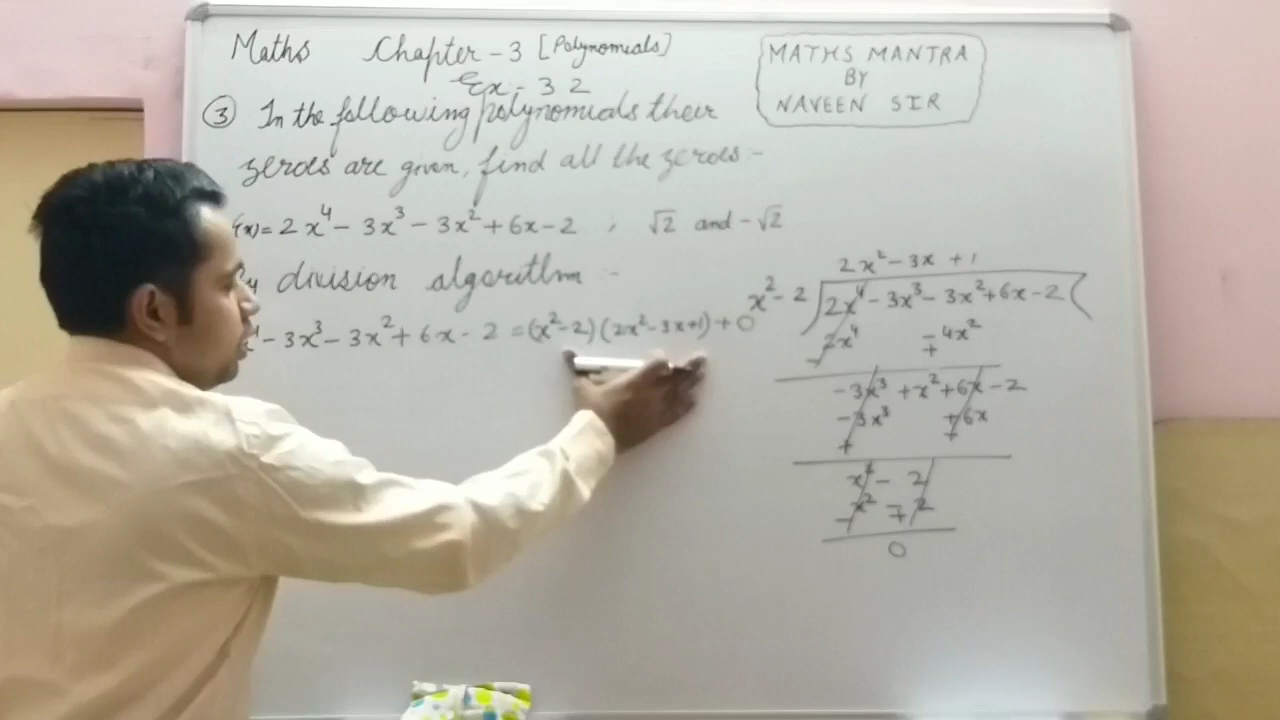 Maths Chapter - 3 [Polynomials]
Ex - 3 2
MATHS MANTRA
BY
NAVEEN SIR
③ In the following polynomials their
zeroes are given, find all the zeroes -
f(x) = 2x⁴ - 3x³ - 3x² + 6x - 2 , √2 and -√2
division algorithm :-
- 3x³ - 3x² + 6x - 2 = (x² - 2) (2x² - 3x + 1) + 0
2x² - 3x + 1
x² - 2 ) 2x⁴ - 3x³ - 3x² + 6x - 2 (
2x⁴ - 4x²
- +
- 3x³ + x² + 6x - 2
- 3x³ + 6x
+ -
x² - 2
x² - 2
- +
0